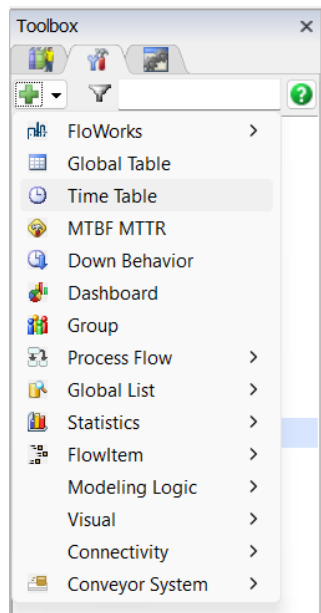 Toolbox
FloWorks
Global Table
Time Table
MTBF MTTR
Down Behavior
Dashboard
Group
Process Flow
Global List
Statistics
FlowItem
Modeling Logic
Visual
Connectivity
Conveyor System